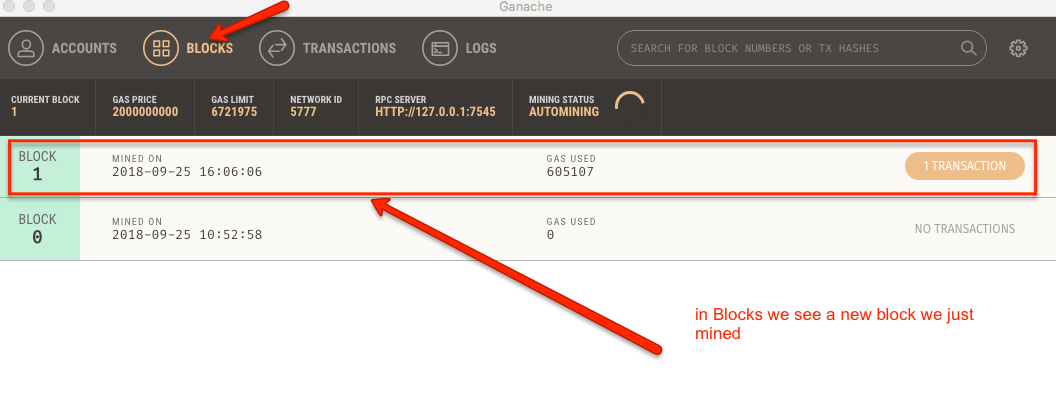 Ganache
ACCOUNTS BLOCKS TRANSACTIONS LOGS SEARCH FOR BLOCK NUMBERS OR TX HASHES
CURRENT BLOCK GAS PRICE GAS LIMIT NETWORK ID RPC SERVER MINING STATUS
1 2000000000 6721975 5777 HTTP://127.0.0.1:7545 AUTOMINING
BLOCK MINED ON GAS USED
1 2018-09-25 16:06:06 605107 1 TRANSACTION
BLOCK MINED ON GAS USED
0 2018-09-25 10:52:58 0 NO TRANSACTIONS
in Blocks we see a new block we just
mined